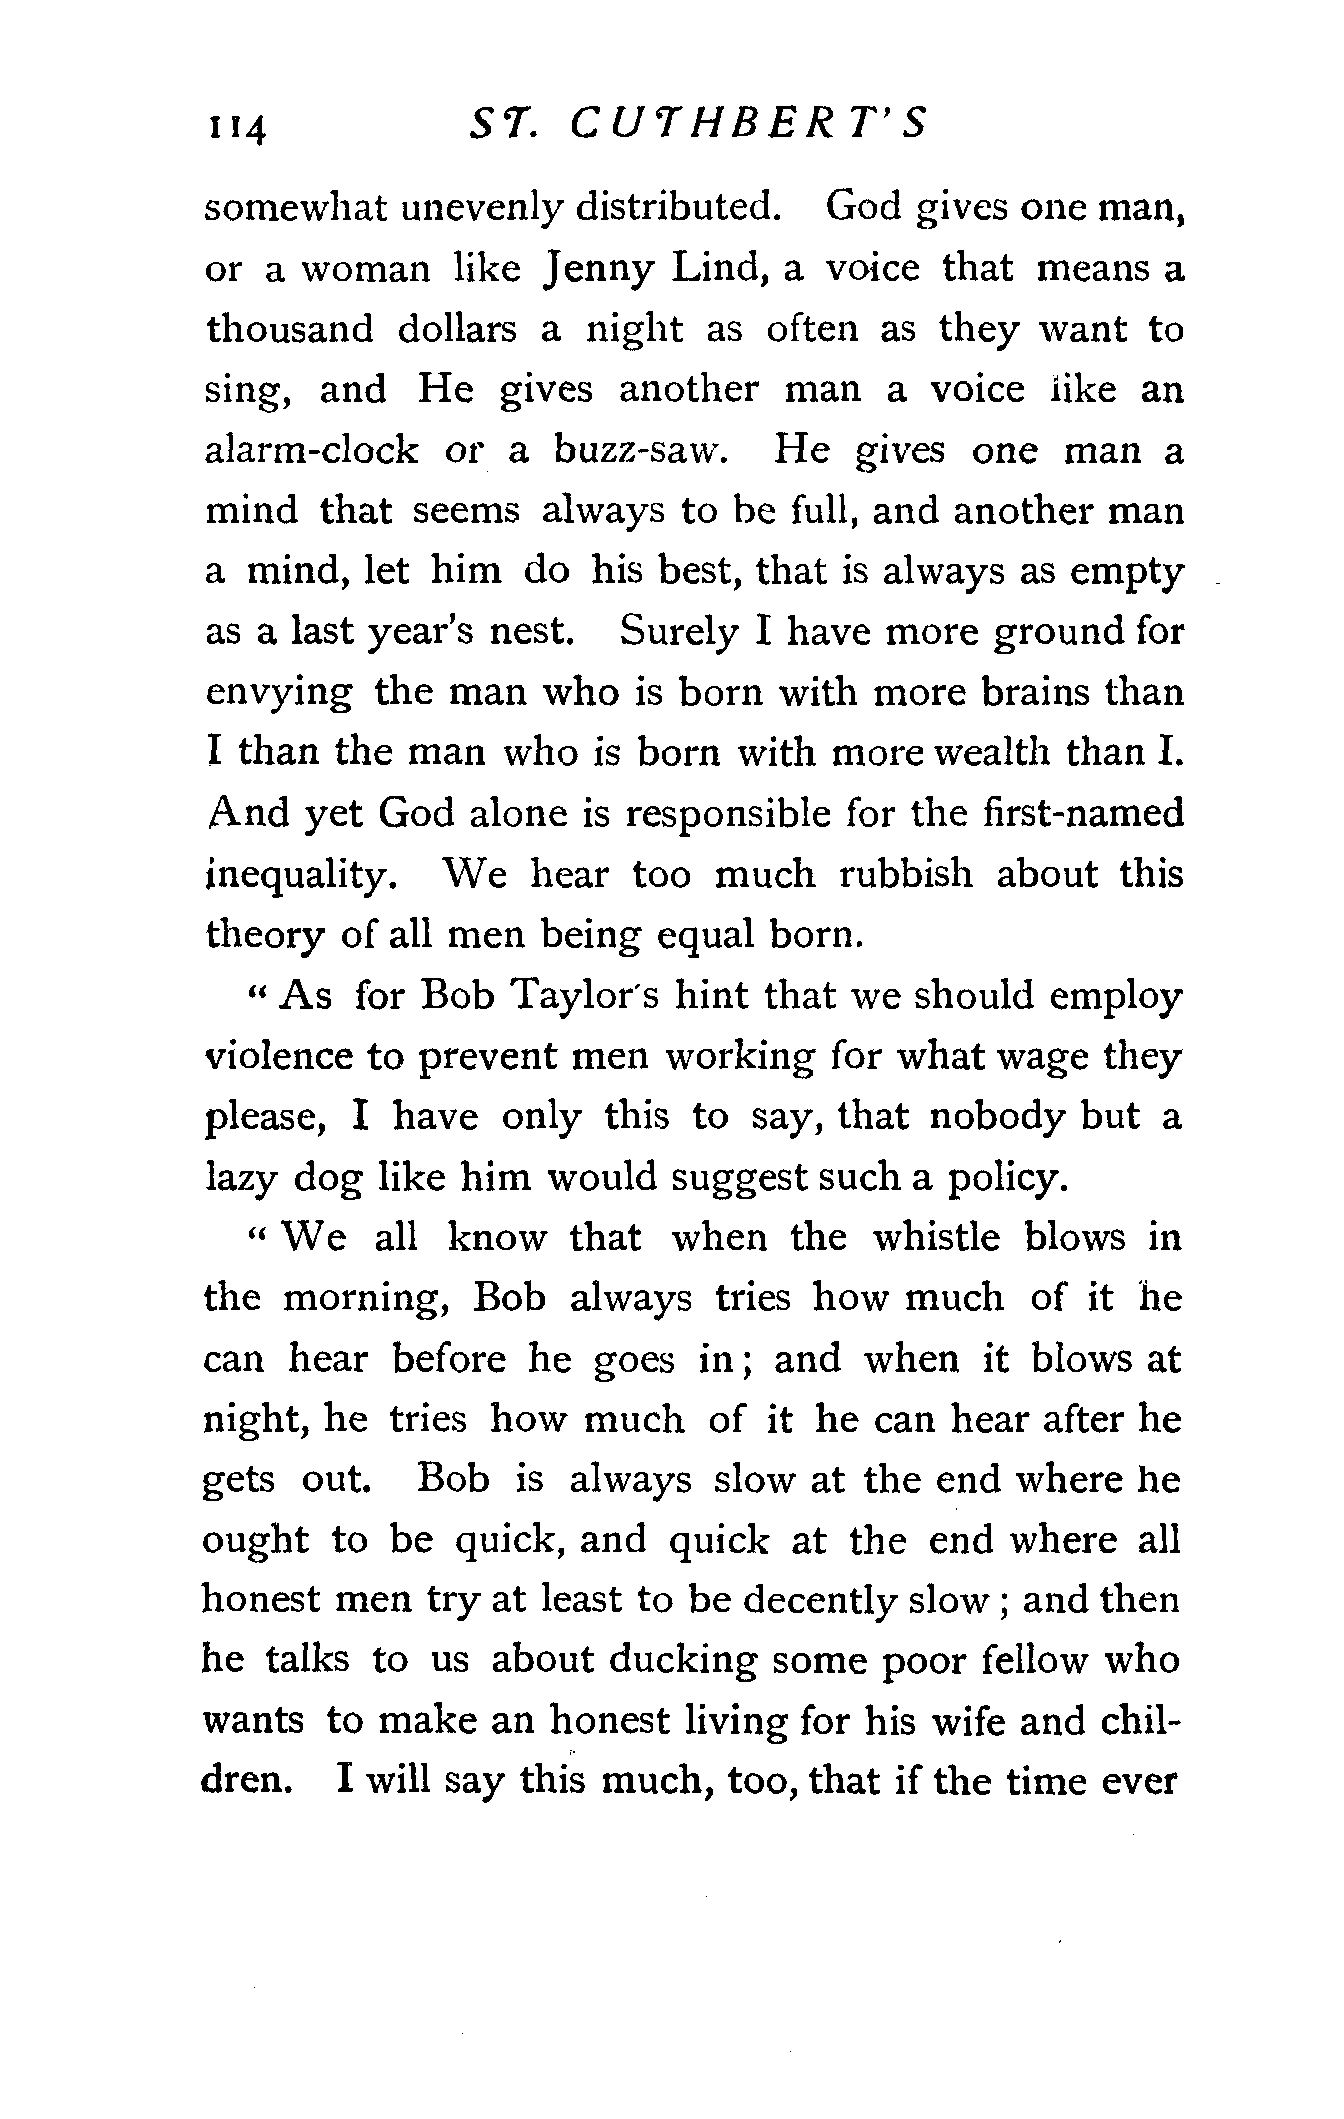 114 ST. CUTHBERT'S
somewhat unevenly distributed. God gives one man,
or a woman like Jenny Lind, a voice that means a
thousand dollars a night as often as they want to
sing, and He gives another man a voice like an
alarm-clock or a buzz-saw. He gives one man a
mind that seems always to be full, and another man
a mind, let him do his best, that is always as empty
as a last year's nest. Surely I have more ground for
envying the man who is born with more brains than
I than the man who is born with more wealth than I.
And yet God alone is responsible for the first-named
inequality. We hear too much rubbish about this
theory of all men being equal born.
“ As for Bob Taylor's hint that we should employ
violence to prevent men working for what wage they
please, I have only this to say, that nobody but a
lazy dog like him would suggest such a policy.
“ We all know that when the whistle blows in
the morning, Bob always tries how much of it he
can hear before he goes in ; and when it blows at
night, he tries how much of it he can hear after he
gets out. Bob is always slow at the end where he
ought to be quick, and quick at the end where all
honest men try at least to be decently slow ; and then
he talks to us about ducking some poor fellow who
wants to make an honest living for his wife and chil-
dren. I will say this much, too, that if the time ever